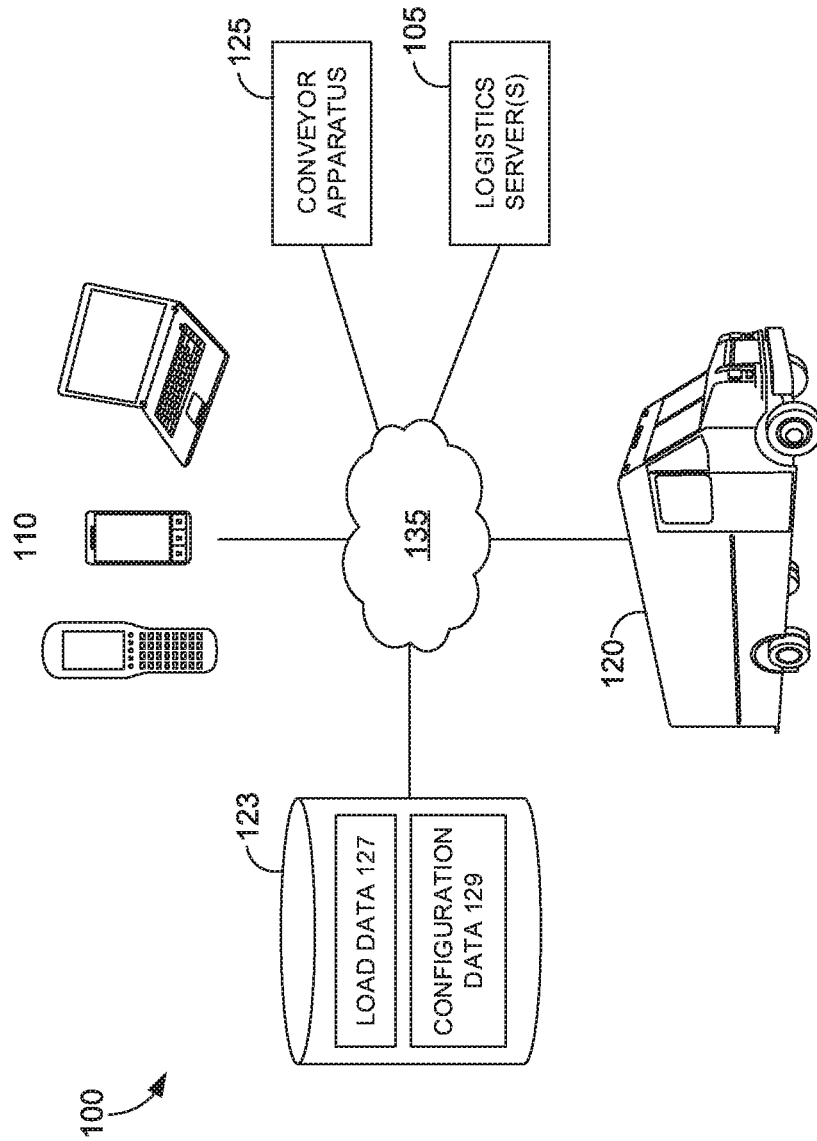 100
110
123
LOAD DATA 127
CONFIGURATION
DATA 129
135
125
CONVEYOR
APPARATUS
105
LOGISTICS
SERVER(S)
120